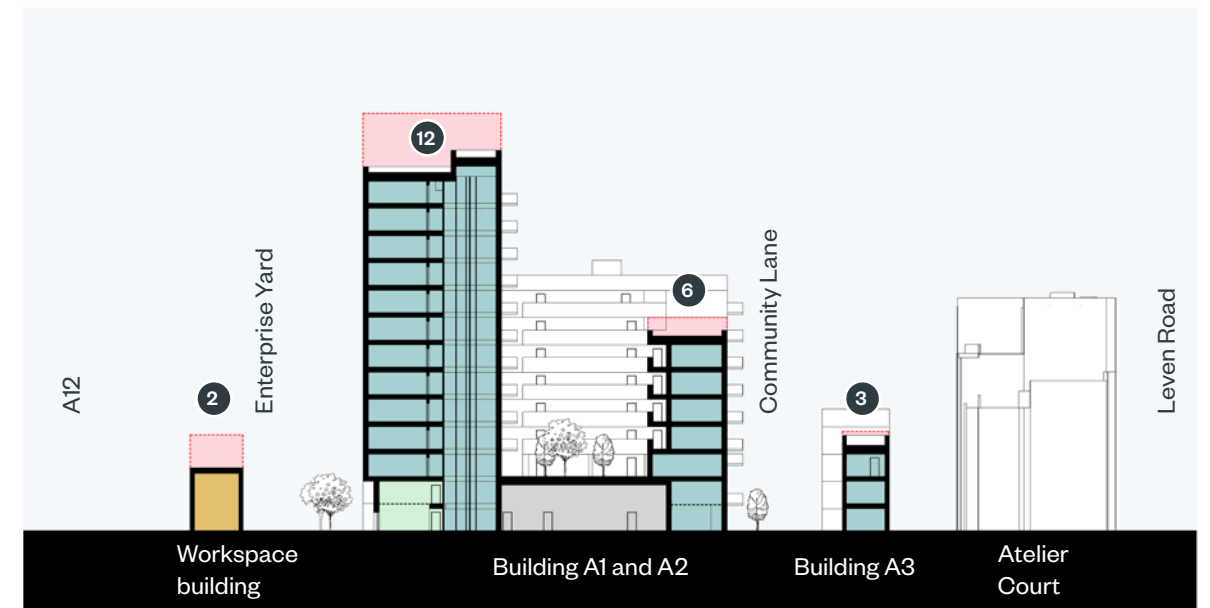 12
6
2
3
A12
Enterprise Yard
Community Lane
Leven Road
Workspace
building
Building A1 and A2
Building A3
Atelier
Court